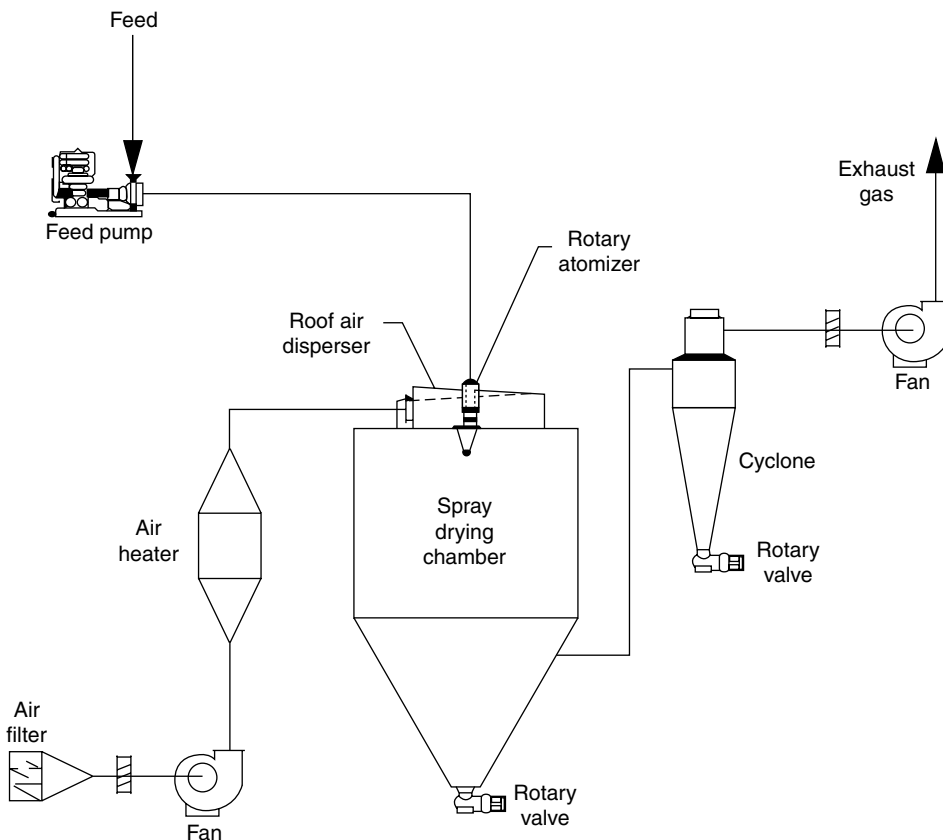 Feed
Feed pump
Exhaust
gas
Rotary
atomizer
Roof air
disperser
Fan
Cyclone
Spray
drying
chamber
Air
heater
Rotary
valve
Air
filter
Fan
Rotary
valve